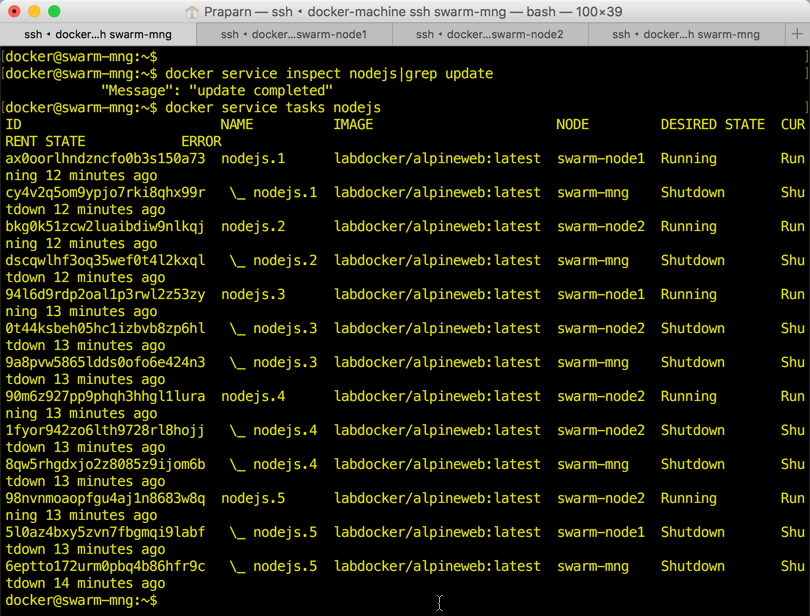 Praparn — ssh ‹ docker-machine ssh swarm-mng — bash — 100×39
ssh ‹ docker...h swarm-mng ssh ‹ docker...swarm-node1 ssh ‹ docker...swarm-node2 ssh ‹ docker...h swarm-mng +
[docker@swarm-mng:~$ ]
[docker@swarm-mng:~$ docker service inspect nodejs|grep update ]
"Message": "update completed"
[docker@swarm-mng:~$ docker service tasks nodejs ]
ID NAME IMAGE NODE DESIRED STATE CUR
RENT STATE ERROR
ax0oorlhndzncfo0b3s150a73 nodejs.1 labdocker/alpineweb:latest swarm-node1 Running Run
ning 12 minutes ago
cy4v2q5om9ypjo7rki8qhx99r \_ nodejs.1 labdocker/alpineweb:latest swarm-mng Shutdown Shu
tdown 12 minutes ago
bkg0k51zcw2luaibdiw9nlkqj nodejs.2 labdocker/alpineweb:latest swarm-node2 Running Run
ning 12 minutes ago
dscqwlhf3oq35wef0t4l2kxql \_ nodejs.2 labdocker/alpineweb:latest swarm-mng Shutdown Shu
tdown 12 minutes ago
94l6d9rdp2oal1p3rwl2z53zy nodejs.3 labdocker/alpineweb:latest swarm-node1 Running Run
ning 13 minutes ago
0t44ksbeh05hc1izbvb8zp6hl \_ nodejs.3 labdocker/alpineweb:latest swarm-node2 Shutdown Shu
tdown 13 minutes ago
9a8pvw5865ldds0ofo6e424n3 \_ nodejs.3 labdocker/alpineweb:latest swarm-mng Shutdown Shu
tdown 13 minutes ago
90m6z927pp9phqh3hhgl1lura nodejs.4 labdocker/alpineweb:latest swarm-node2 Running Run
ning 13 minutes ago
1fyor942zo6lth9728rl8hojj \_ nodejs.4 labdocker/alpineweb:latest swarm-node2 Shutdown Shu
tdown 13 minutes ago
8qw5rhgdxjo2z8085z9ijom6b \_ nodejs.4 labdocker/alpineweb:latest swarm-mng Shutdown Shu
tdown 13 minutes ago
98nvnmoaopfgu4aj1n8683w8q nodejs.5 labdocker/alpineweb:latest swarm-node2 Running Run
ning 13 minutes ago
5l0az4bxy5zvn7fbgmqi9labf \_ nodejs.5 labdocker/alpineweb:latest swarm-node1 Shutdown Shu
tdown 13 minutes ago
6eptto172urm0pbq4b86hfr9c \_ nodejs.5 labdocker/alpineweb:latest swarm-mng Shutdown Shu
tdown 14 minutes ago
docker@swarm-mng:~$